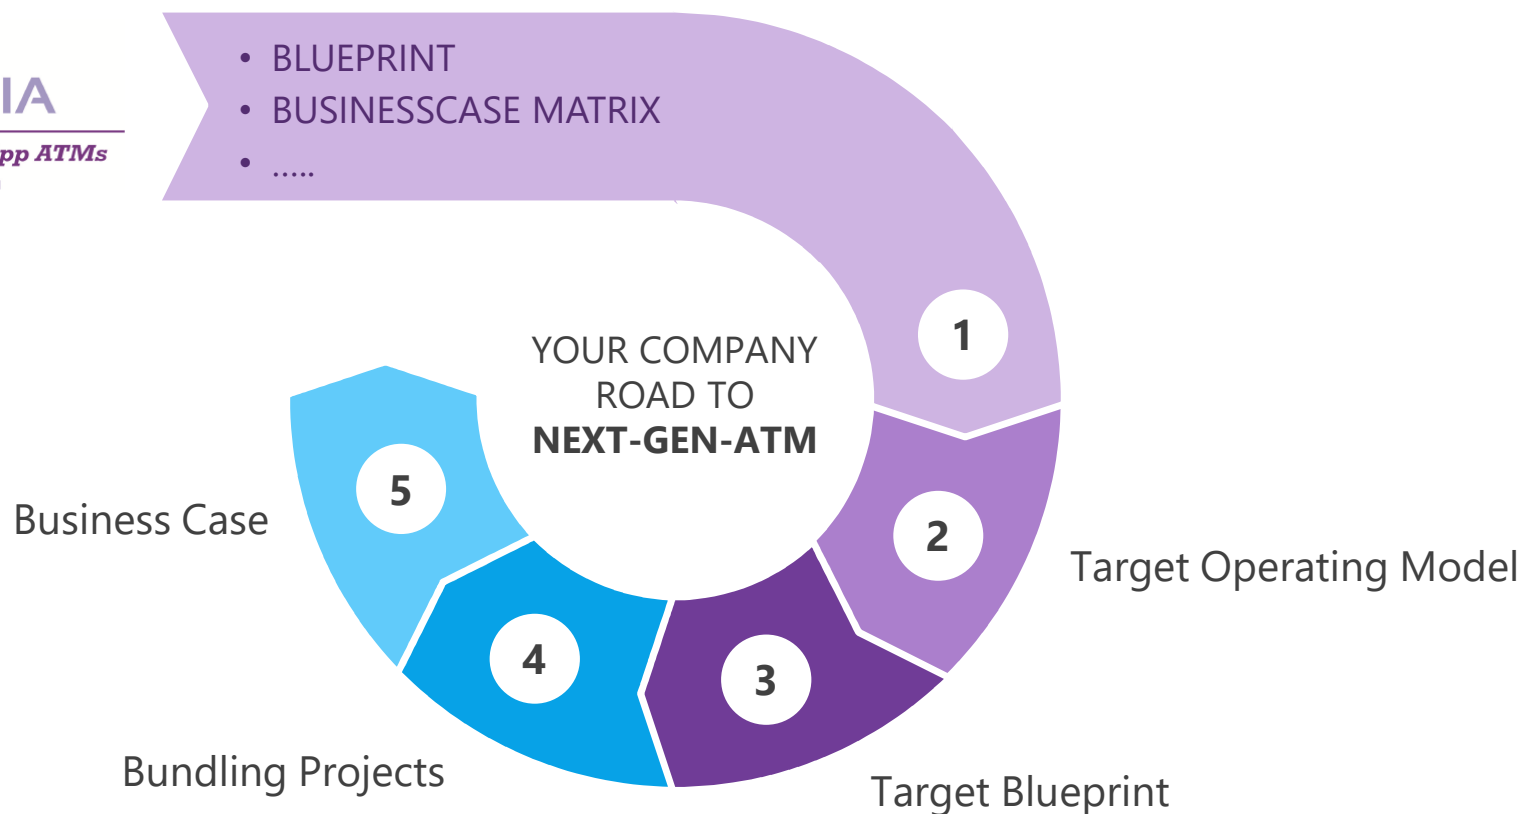 IA
pp ATMs
• BLUEPRINT
• BUSINESSCASE MATRIX
• .....
1
YOUR COMPANY
ROAD TO
NEXT-GEN-ATM
5
Business Case
2
Target Operating Model
4
3
Bundling Projects
Target Blueprint